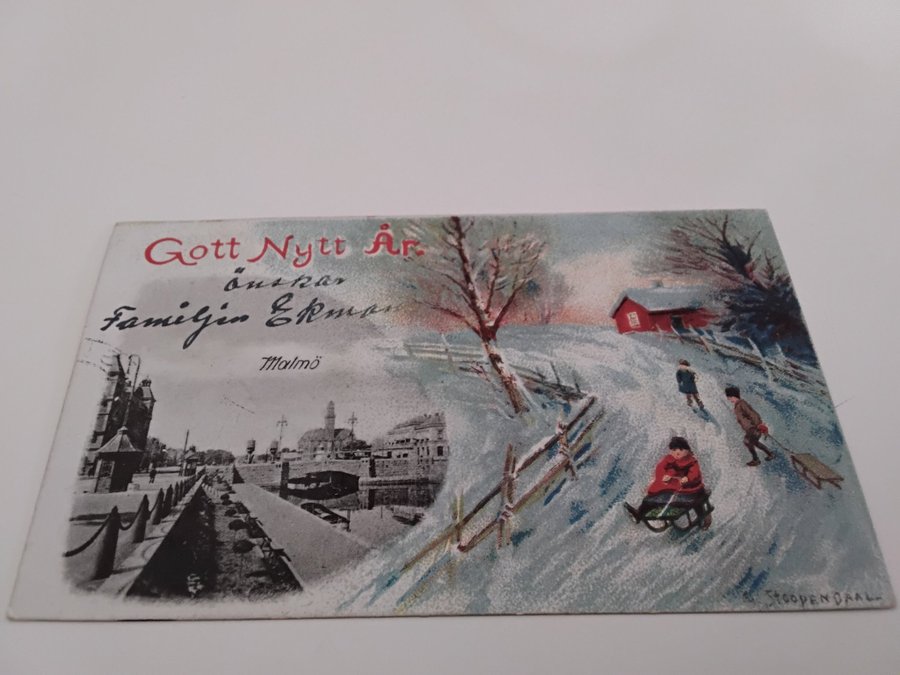 Gott Nytt År.
önskar
Familjen Ekman
Malmö
STOOPENDAAL